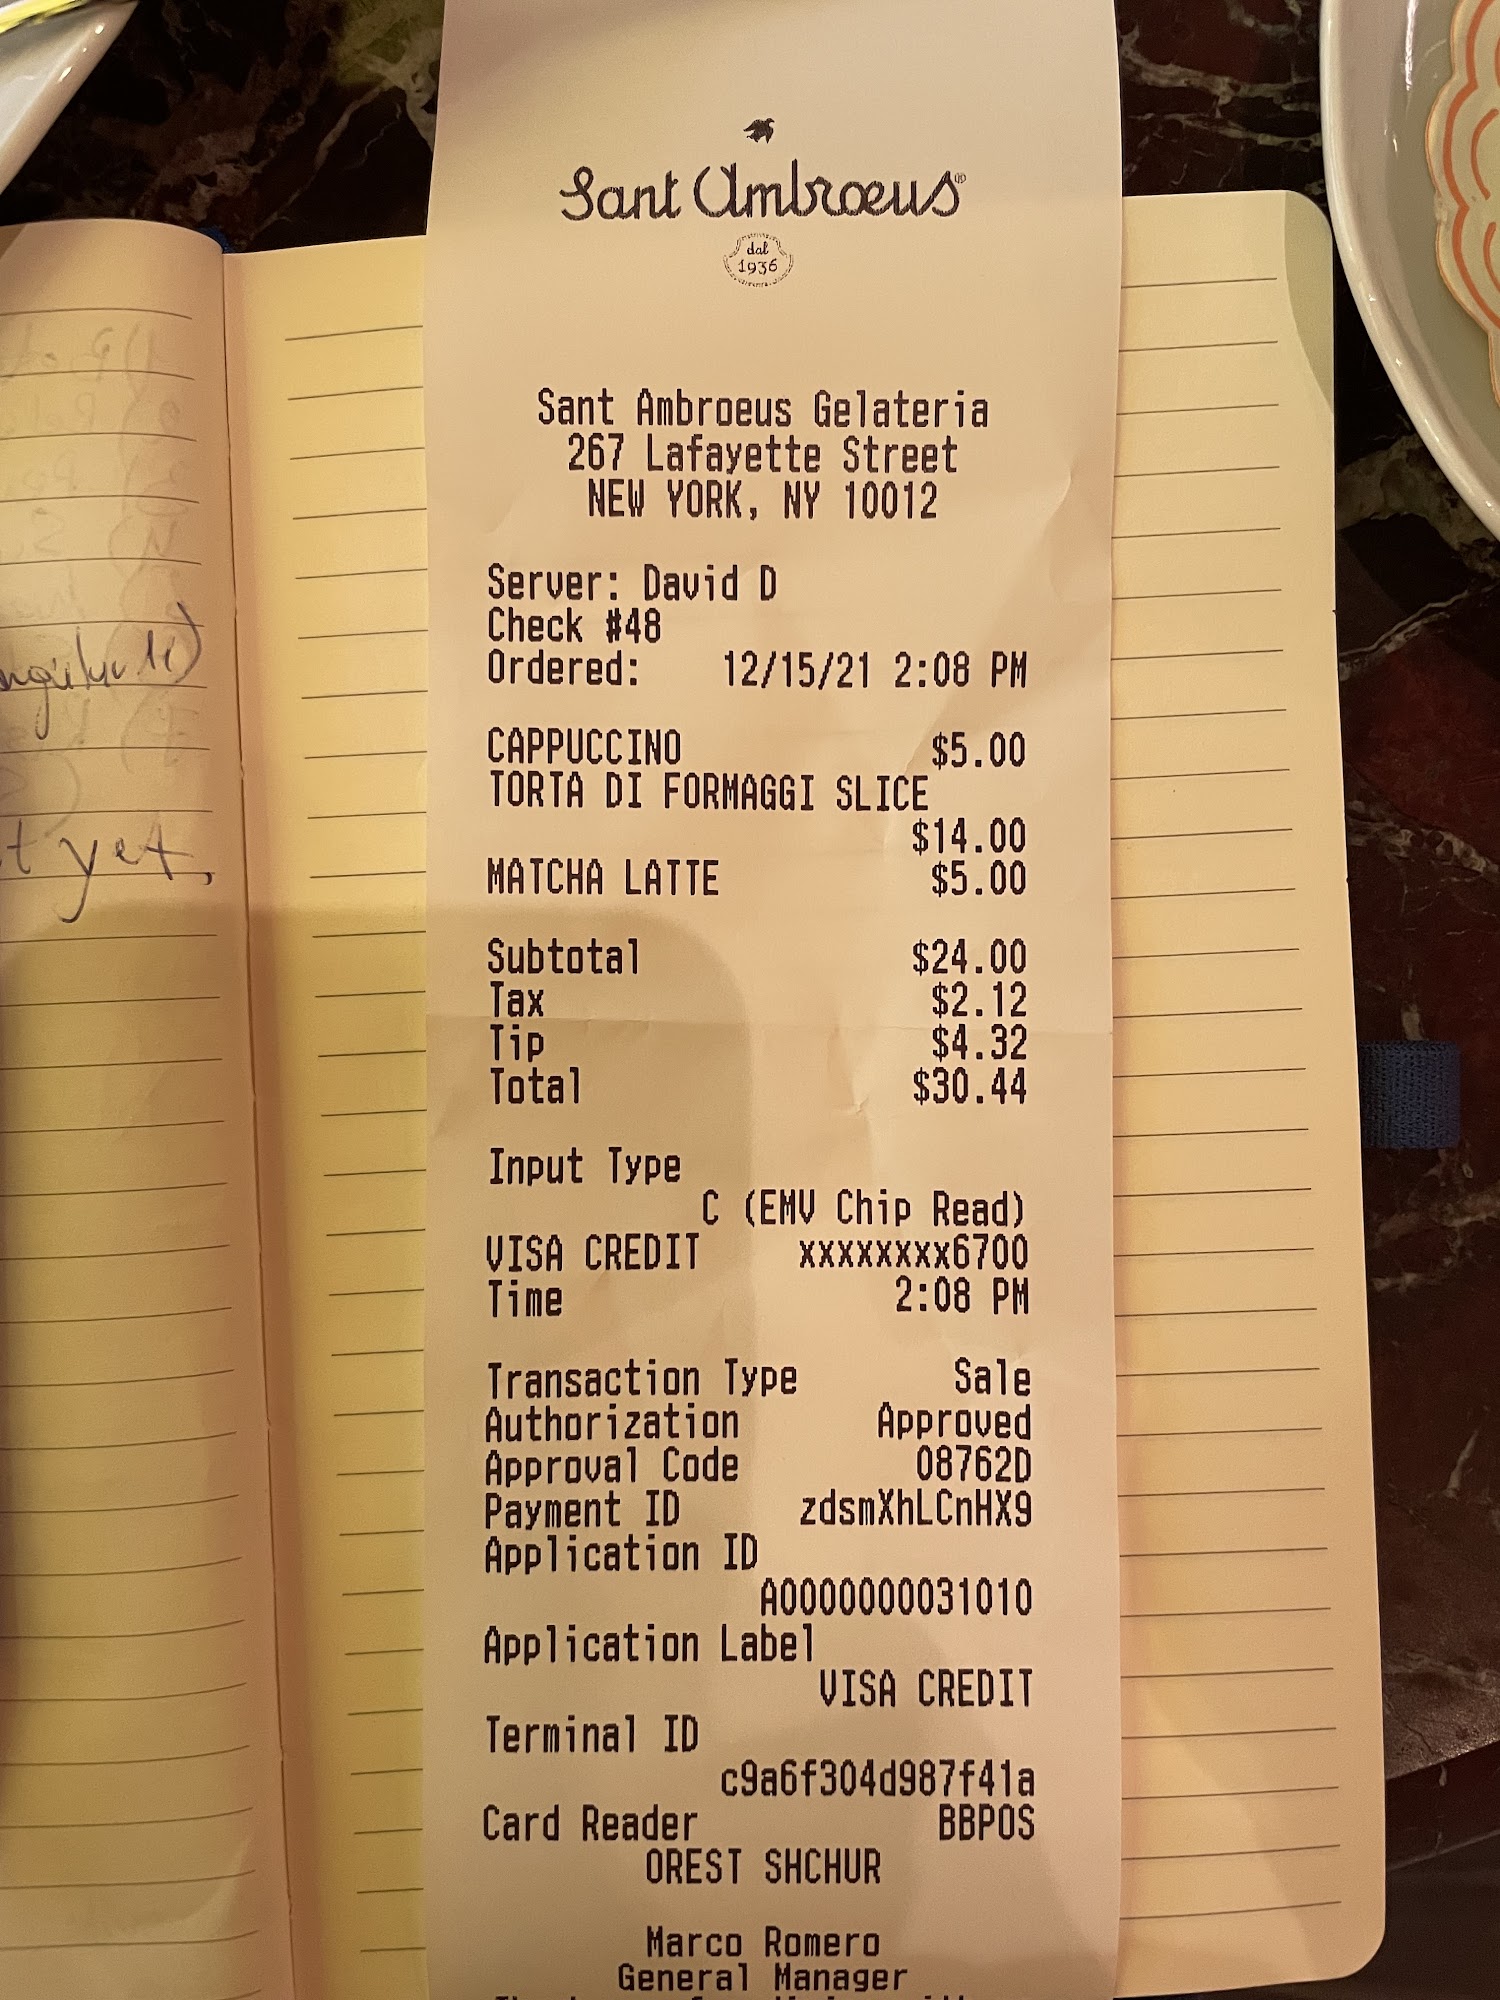 Sant Ambroeus®
dal
1936
Sant Ambroeus Gelateria
267 Lafayette Street
NEW YORK, NY 10012
Server: David D
Check #48
Ordered: 12/15/21 2:08 PM
CAPPUCCINO $5.00
TORTA DI FORMAGGI SLICE
$14.00
MATCHA LATTE $5.00
Subtotal $24.00
Tax $2.12
Tip $4.32
Total $30.44
Input Type
C (EMV Chip Read)
VISA CREDIT xxxxxxxx6700
Time 2:08 PM
Transaction Type Sale
Authorization Approved
Approval Code 08762D
Payment ID zdsmXhLCnHX9
Application ID
A0000000031010
Application Label
VISA CREDIT
Terminal ID
c9a6f304d987f41a
Card Reader BBPOS
OREST SHCHUR
Marco Romero
General Manager
yet,